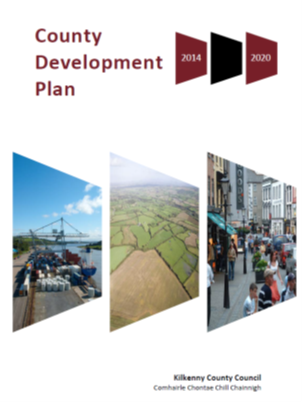 County
Development
Plan
2014
2020
Kilkenny County Council
Comhairle Chontae Chill Chainnigh